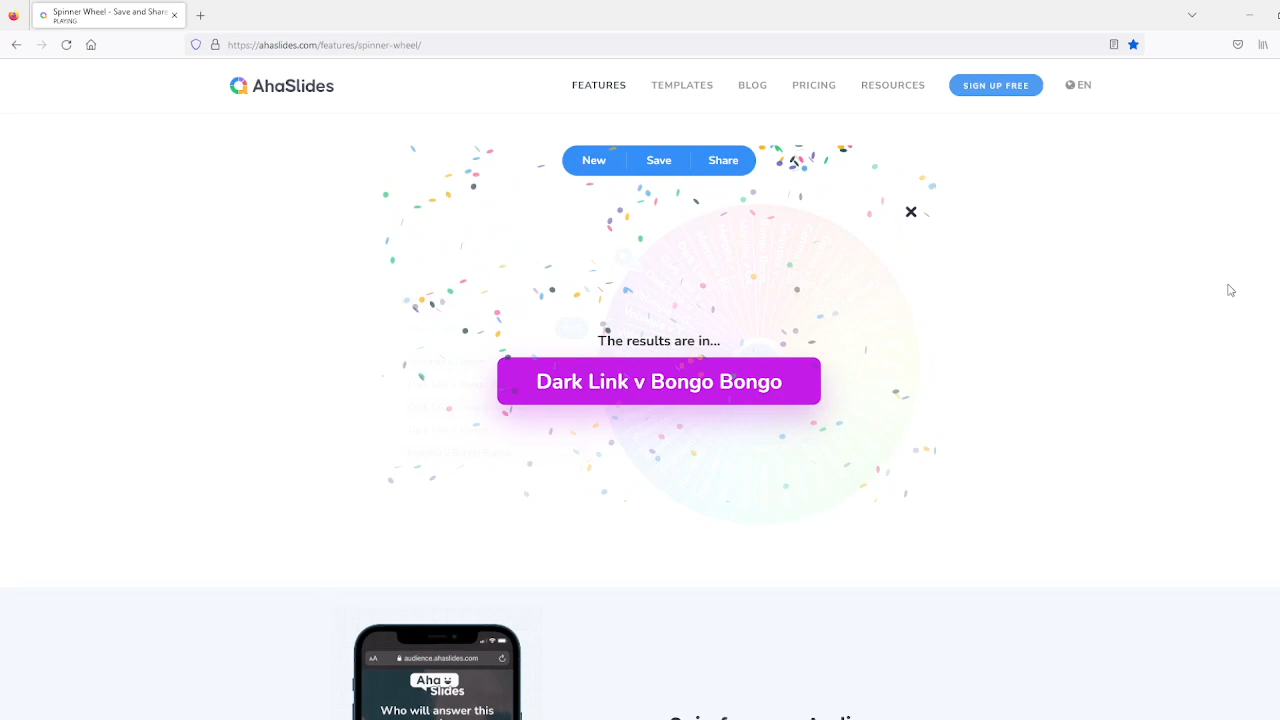 Spinner Wheel - Save and Share
PLAYING
https://ahaslides.com/features/spinner-wheel/
AhaSlides
FEATURES
TEMPLATES
BLOG
PRICING
RESOURCES
SIGN UP FREE
EN
New
Save
Share
The results are in...
Dark Link v Bongo Bongo
AA
audience.ahaslides.com
Aha
Slides
Who will answer this